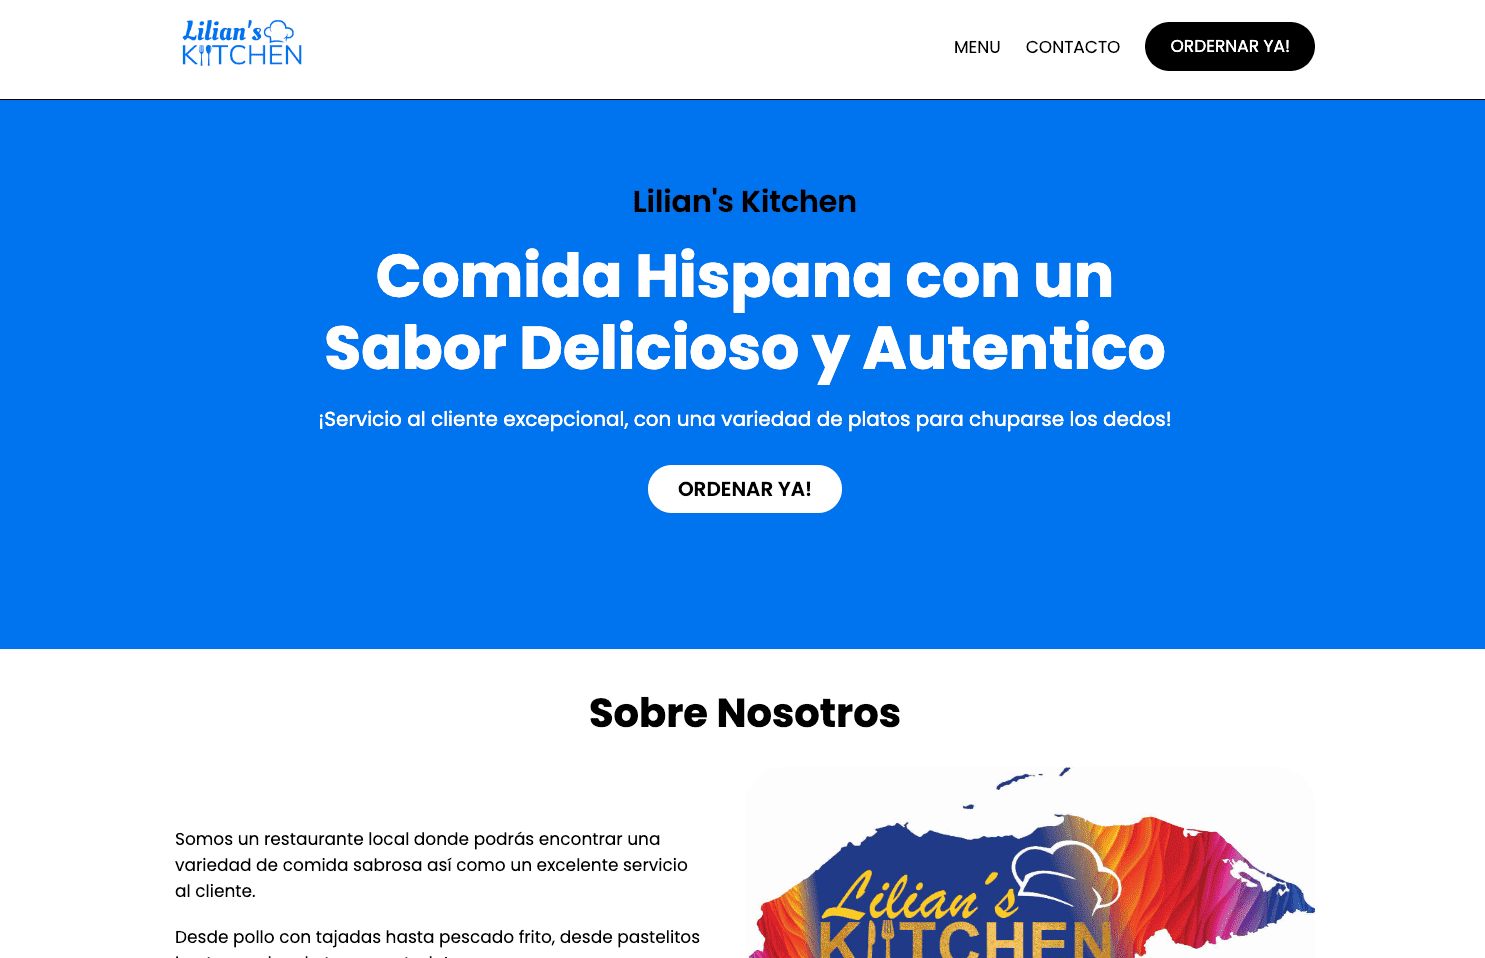 Lilian's
KITCHEN
MENU
CONTACTO
ORDERNAR YA!
Lilian's Kitchen
Comida Hispana con un
Sabor Delicioso y Autentico
¡Servicio al cliente excepcional, con una variedad de platos para chuparse los dedos!
ORDENAR YA!
Sobre Nosotros
Somos un restaurante local donde podrás encontrar una
variedad de comida sabrosa así como un excelente servicio
al cliente.
Desde pollo con tajadas hasta pescado frito, desde pastelitos
Lilian´s
KITCHEN